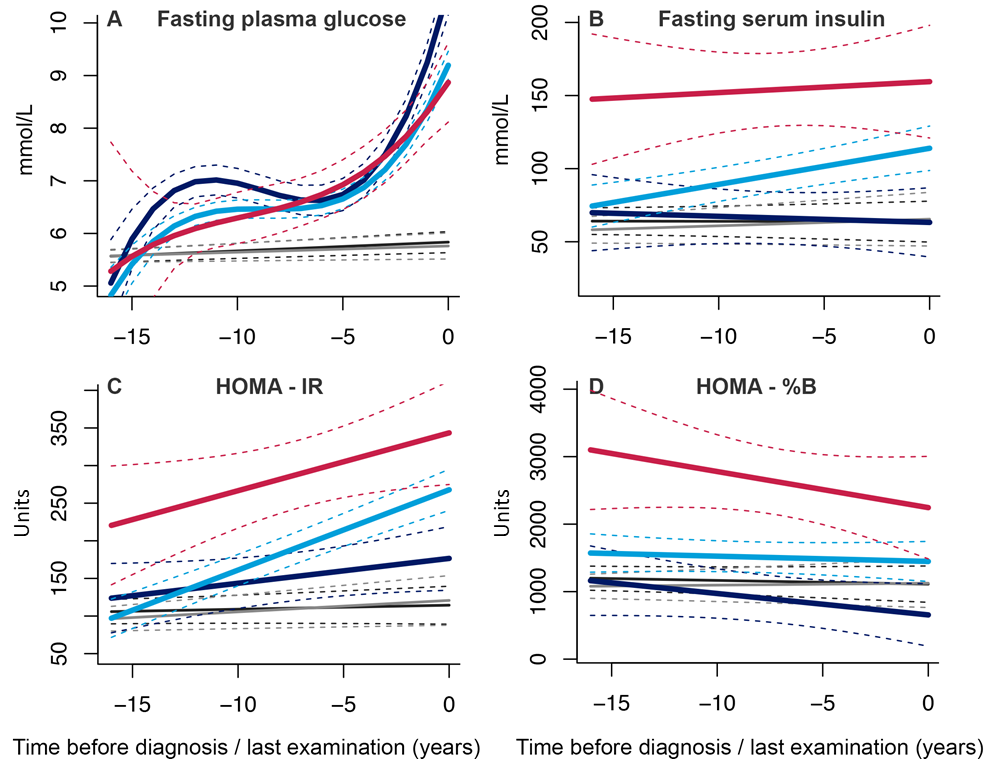 A Fasting plasma glucose
mmol/L
10
9
8
7
6
5
−15 −10 −5 0
B Fasting serum insulin
mmol/L
200
150
100
50
−15 −10 −5 0
C HOMA - IR
Units
350
250
150
50
−15 −10 −5 0
Time before diagnosis / last examination (years)
D HOMA - %B
Units
4000
3000
2000
1000
0
−15 −10 −5 0
Time before diagnosis / last examination (years)